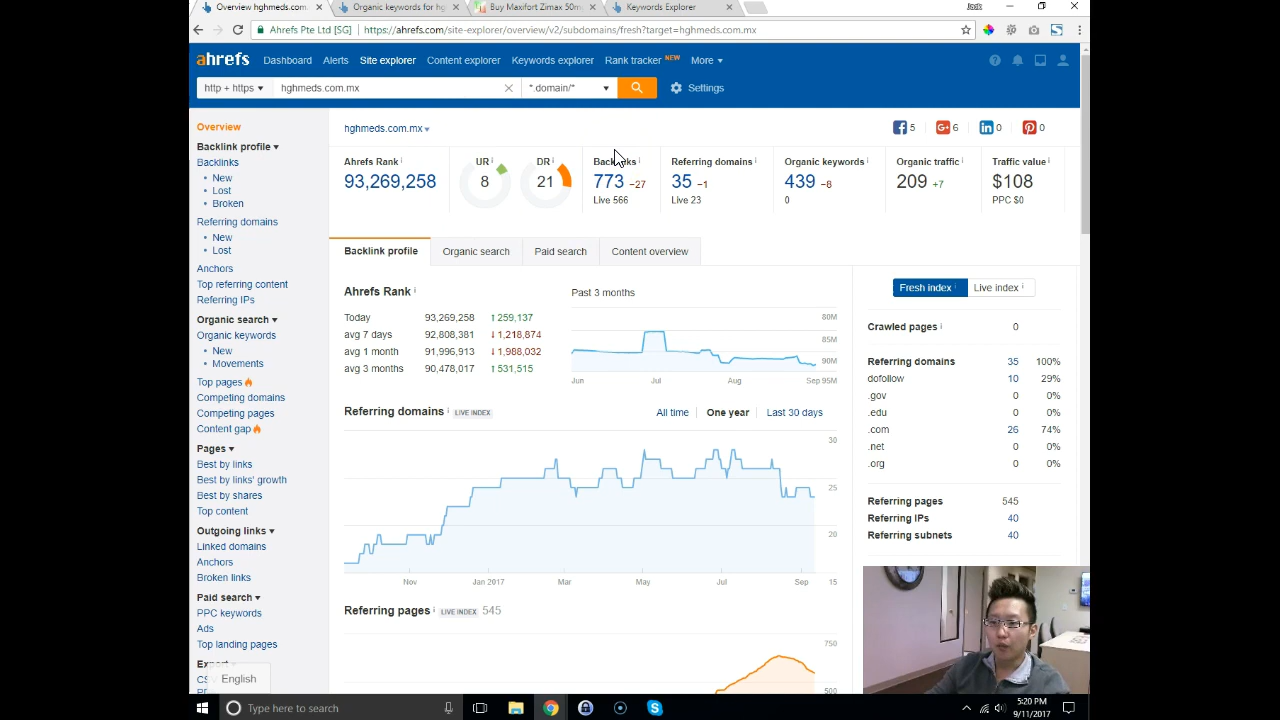 Overview hghmeds.com.m
Organic keywords for hg
Buy Maxifort Zimax 50m
Keywords Explorer
Ahrefs Pte Ltd [SG]
https://ahrefs.com/site-explorer/overview/v2/subdomains/fresh?target=hghmeds.com.mx
ahrefs
Dashboard Alerts Site explorer Content explorer Keywords explorer Rank tracker NEW More
http + https hghmeds.com.mx *.domain/* Settings
Overview
Backlink profile
Backlinks
New
Lost
Broken
Referring domains
New
Lost
Anchors
Top referring content
Referring IPs
Organic search
Organic keywords
New
Movements
Top pages
Competing domains
Competing pages
Content gap
Pages
Best by links
Best by links' growth
Best by shares
Top content
Outgoing links
Linked domains
Anchors
Broken links
Paid search
PPC keywords
Ads
Top landing pages
English
hghmeds.com.mx
5 6 0 0
Ahrefs Rank
93,269,258
UR
8
DR
21
Backlinks
773 −27
Live 566
Referring domains
35 −1
Live 23
Organic keywords
439 −8
0
Organic traffic
209 +7
Traffic value
$108
PPC $0
Backlink profile Organic search Paid search Content overview
Ahrefs Rank
Today 93,269,258 ↑259,137
avg 7 days 92,808,381 ↓1,218,874
avg 1 month 91,996,913 ↓1,988,032
avg 3 months 90,478,017 ↑531,515
Past 3 months
80M
85M
90M
95M
Jun Jul Aug Sep
Referring domains LIVE INDEX
All time One year Last 30 days
30
25
20
15
Nov Jan 2017 Mar May Jul Sep
Referring pages LIVE INDEX 545
750
500
Fresh index Live index
Crawled pages 0
Referring domains 35 100%
dofollow 10 29%
.gov 0 0%
.edu 0 0%
.com 26 74%
.net 0 0%
.org 0 0%
Referring pages 545
Referring IPs 40
Referring subnets 40
Type here to search
5:20 PM
9/11/2017